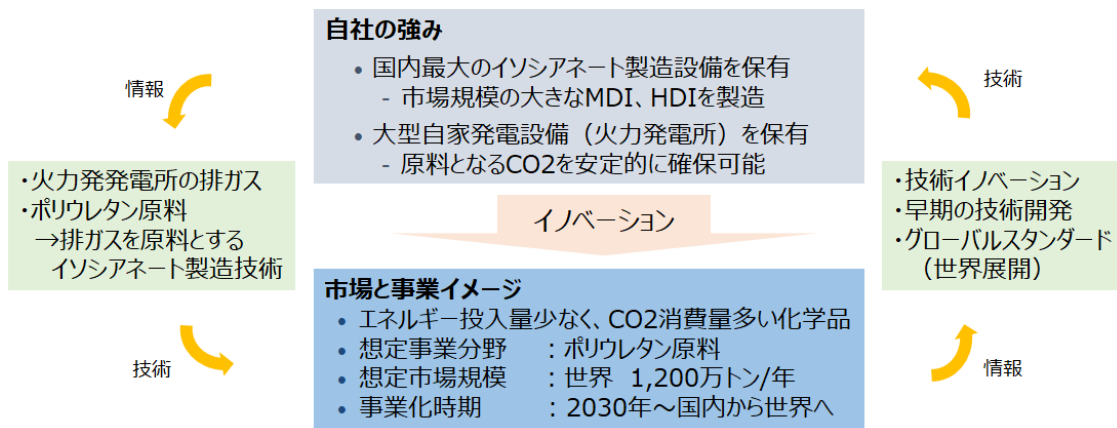 自社の強み
• 国内最大のイソシアネート製造設備を保有
- 市場規模の大きなMDI、HDIを製造
• 大型自家発電設備（火力発電所）を保有
- 原料となるCO2を安定的に確保可能
情報
技術
・火力発発電所の排ガス
・ポリウレタン原料
→排ガスを原料とする
イソシアネート製造技術
イノベーション
・技術イノベーション
・早期の技術開発
・グローバルスタンダード
（世界展開）
市場と事業イメージ
• エネルギー投入量少なく、CO2消費量多い化学品
• 想定事業分野　：ポリウレタン原料
• 想定市場規模　：世界 1,200万トン/年
• 事業化時期　：2030年～国内から世界へ
技術
情報